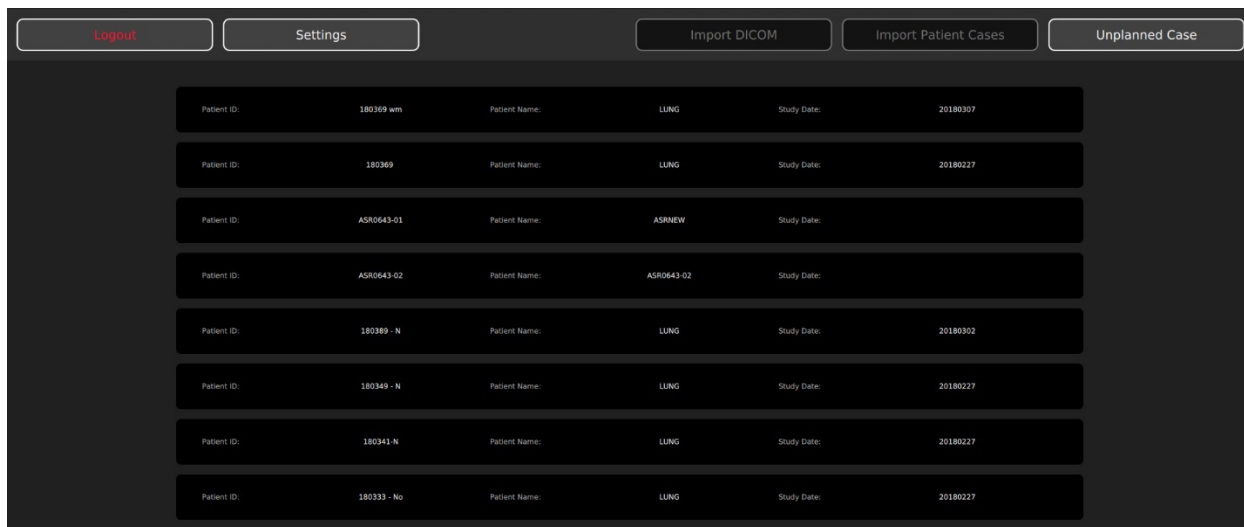 Logout Settings Import DICOM Import Patient Cases Unplanned Case
Patient ID: 180369 wm Patient Name: LUNG Study Date: 20180307
Patient ID: 180369 Patient Name: LUNG Study Date: 20180227
Patient ID: ASR0643-01 Patient Name: ASRNEW Study Date:
Patient ID: ASR0643-02 Patient Name: ASR0643-02 Study Date:
Patient ID: 180389 - N Patient Name: LUNG Study Date: 20180302
Patient ID: 180349 - N Patient Name: LUNG Study Date: 20180227
Patient ID: 180341-N Patient Name: LUNG Study Date: 20180227
Patient ID: 180333 - No Patient Name: LUNG Study Date: 20180227